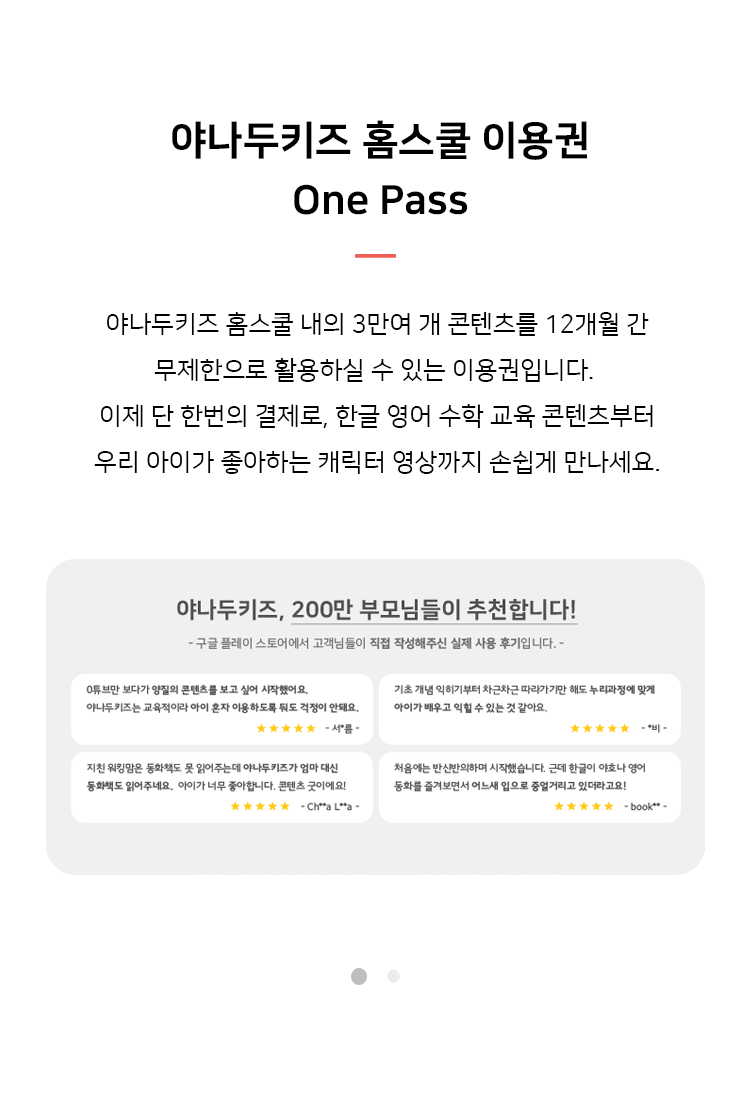 야나두키즈 홈스쿨 이용권
One Pass
야나두키즈 홈스쿨 내의 3만여 개 콘텐츠를 12개월 간
무제한으로 활용하실 수 있는 이용권입니다.
이제 단 한번의 결제로, 한글 영어 수학 교육 콘텐츠부터
우리 아이가 좋아하는 캐릭터 영상까지 손쉽게 만나세요.
야나두키즈, 200만 부모님들이 추천합니다!
- 구글 플레이 스토어에서 고객님들이 직접 작성해주신 실제 사용 후기입니다. -
0튜브만 보다가 양질의 콘텐츠를 보고 싶어 시작했어요.
야나두키즈는 교육적이라 아이 혼자 이용하도록 둬도 걱정이 안돼요.
★★★★★ - 서*름 -
기초 개념 익히기부터 차근차근 따라가기만 해도 누리과정에 맞게
아이가 배우고 익힐 수 있는 것 같아요.
★★★★★ - *비 -
지친 워킹맘은 동화책도 못 읽어주는데 야나두키즈가 엄마 대신
동화책도 읽어주네요. 아이가 너무 좋아합니다. 콘텐츠 굿이에요!
★★★★★ - Ch**a L**a -
처음에는 반신반의하며 시작했습니다. 근데 한글이 야호나 영어
동화를 즐겨보면서 어느새 입으로 중얼거리고 있더라고요!
★★★★★ - book** -